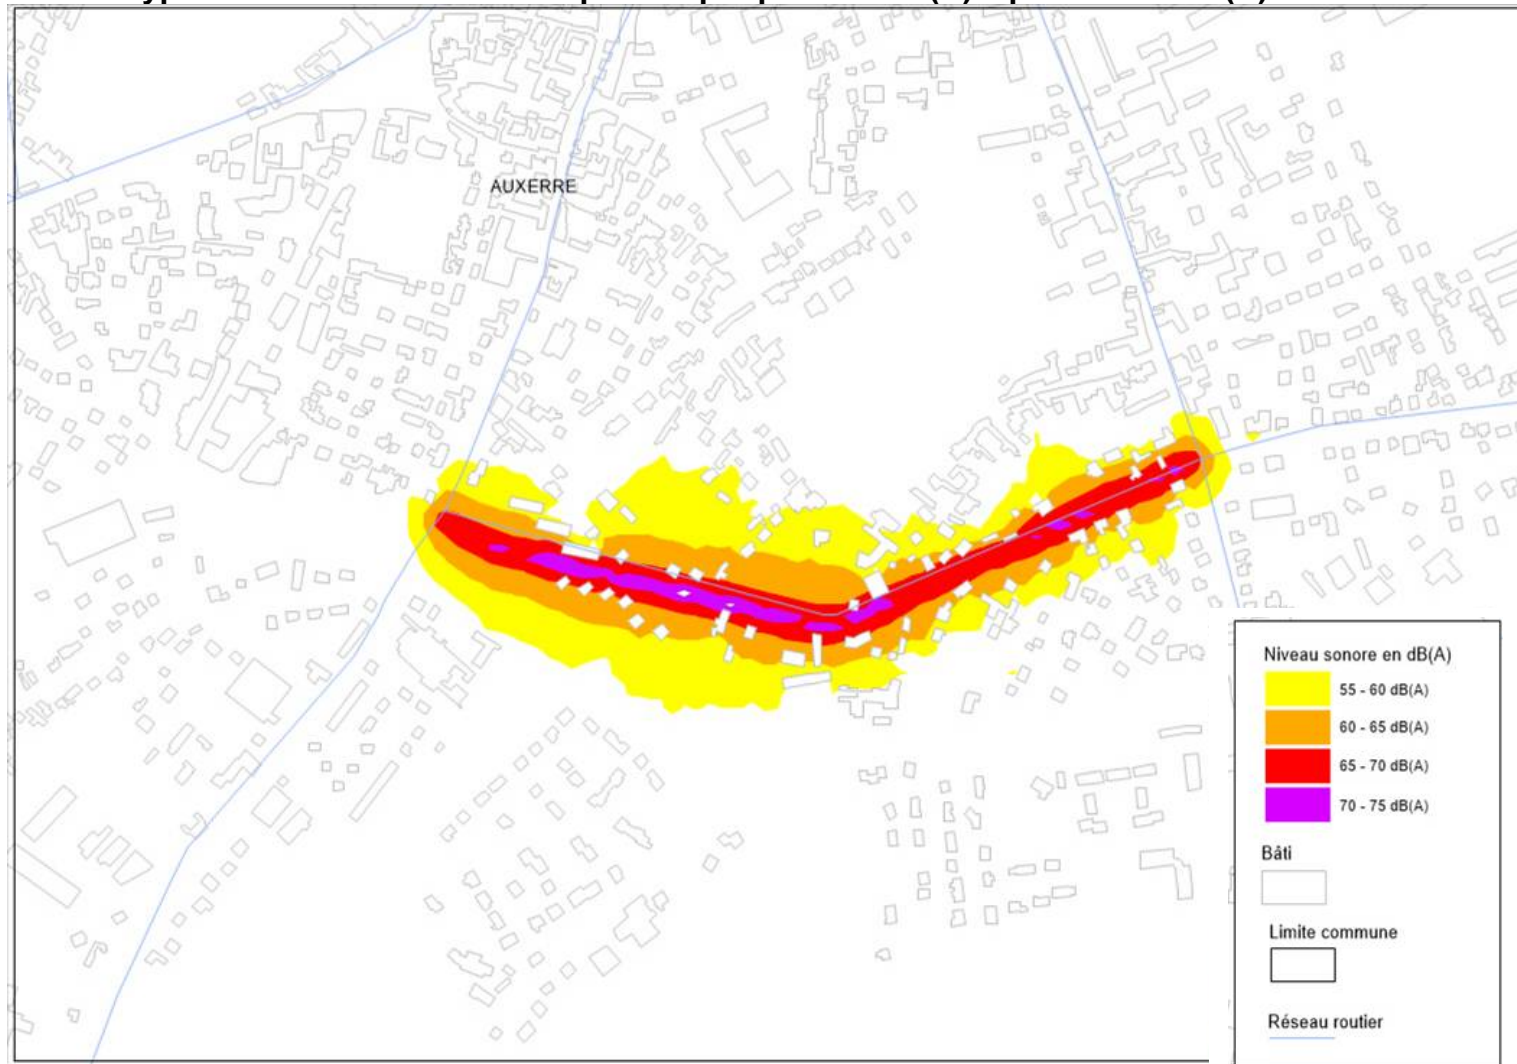 AUXERRE
Niveau sonore en dB(A)
55 - 60 dB(A)
60 - 65 dB(A)
65 - 70 dB(A)
70 - 75 dB(A)
Bâti
Limite commune
Réseau routier